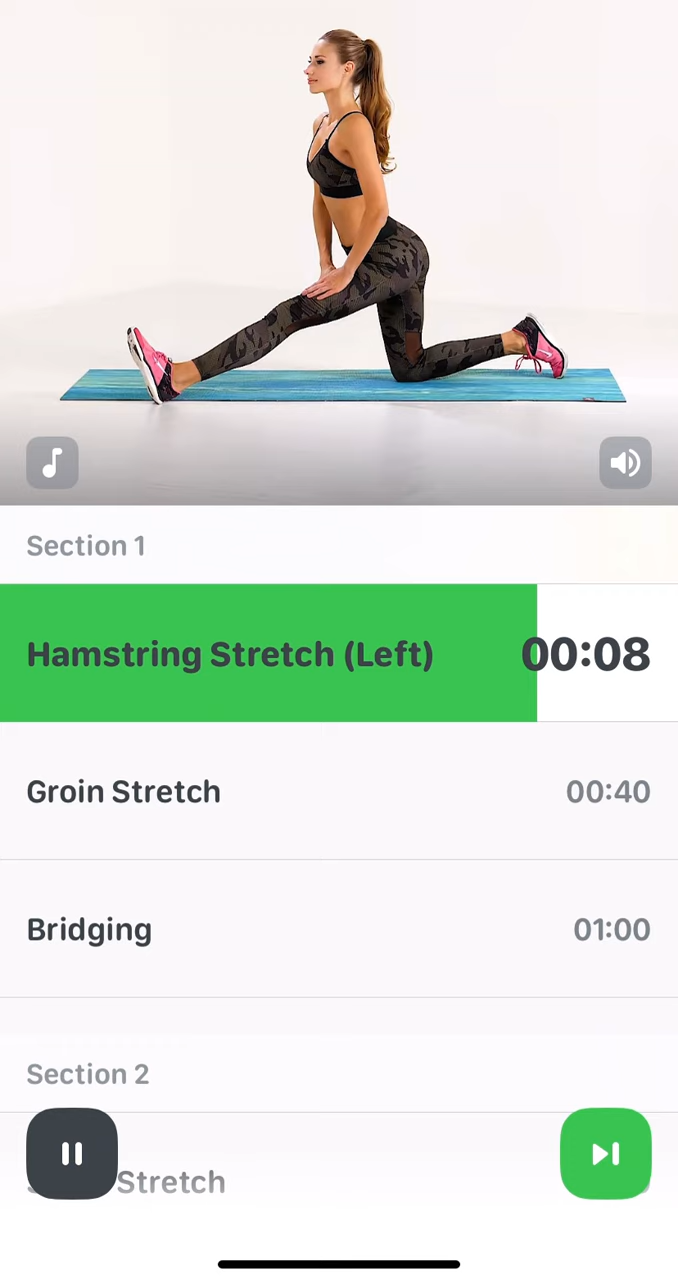 Section 1
Hamstring Stretch (Left) 00:08
Groin Stretch 00:40
Bridging 01:00
Section 2
Stretch